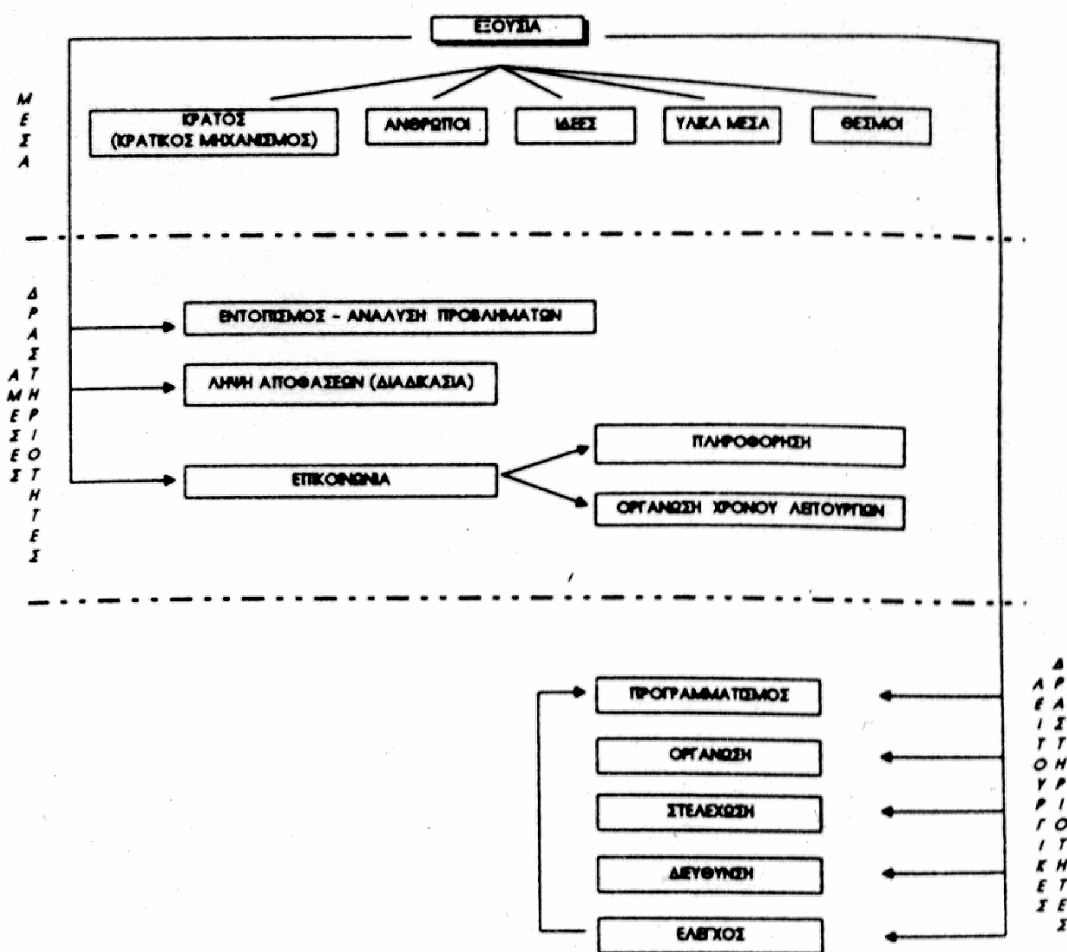 ΕΞΟΥΣΙΑ
ΜΕΣΑ
ΚΡΑΤΟΣ
(ΚΡΑΤΙΚΟΣ ΜΗΧΑΝΙΣΜΟΣ)
ΑΝΘΡΩΠΟΙ
ΙΔΕΕΣ
ΥΛΙΚΑ ΜΕΣΑ
ΘΕΣΜΟΙ
ΑΜΕΣΕΣ
ΔΡΑΣΤΗΡΙΟΤΗΤΕΣ
ΕΝΤΟΠΙΣΜΟΣ - ΑΝΑΛΥΣΗ ΠΡΟΒΛΗΜΑΤΩΝ
ΛΗΨΗ ΑΠΟΦΑΣΕΩΝ (ΔΙΑΔΙΚΑΣΙΑ)
ΕΠΙΚΟΙΝΩΝΙΑ
ΠΛΗΡΟΦΟΡΗΣΗ
ΟΡΓΑΝΩΣΗ ΧΡΟΝΟΥ ΛΕΙΤΟΥΡΓΙΩΝ
ΛΕΙΤΟΥΡΓΙΚΕΣ
ΔΡΑΣΤΗΡΙΟΤΗΤΕΣ
ΠΡΟΓΡΑΜΜΑΤΙΣΜΟΣ
ΟΡΓΑΝΩΣΗ
ΣΤΕΛΕΧΩΣΗ
ΔΙΕΥΘΥΝΣΗ
ΕΛΕΓΧΟΣ